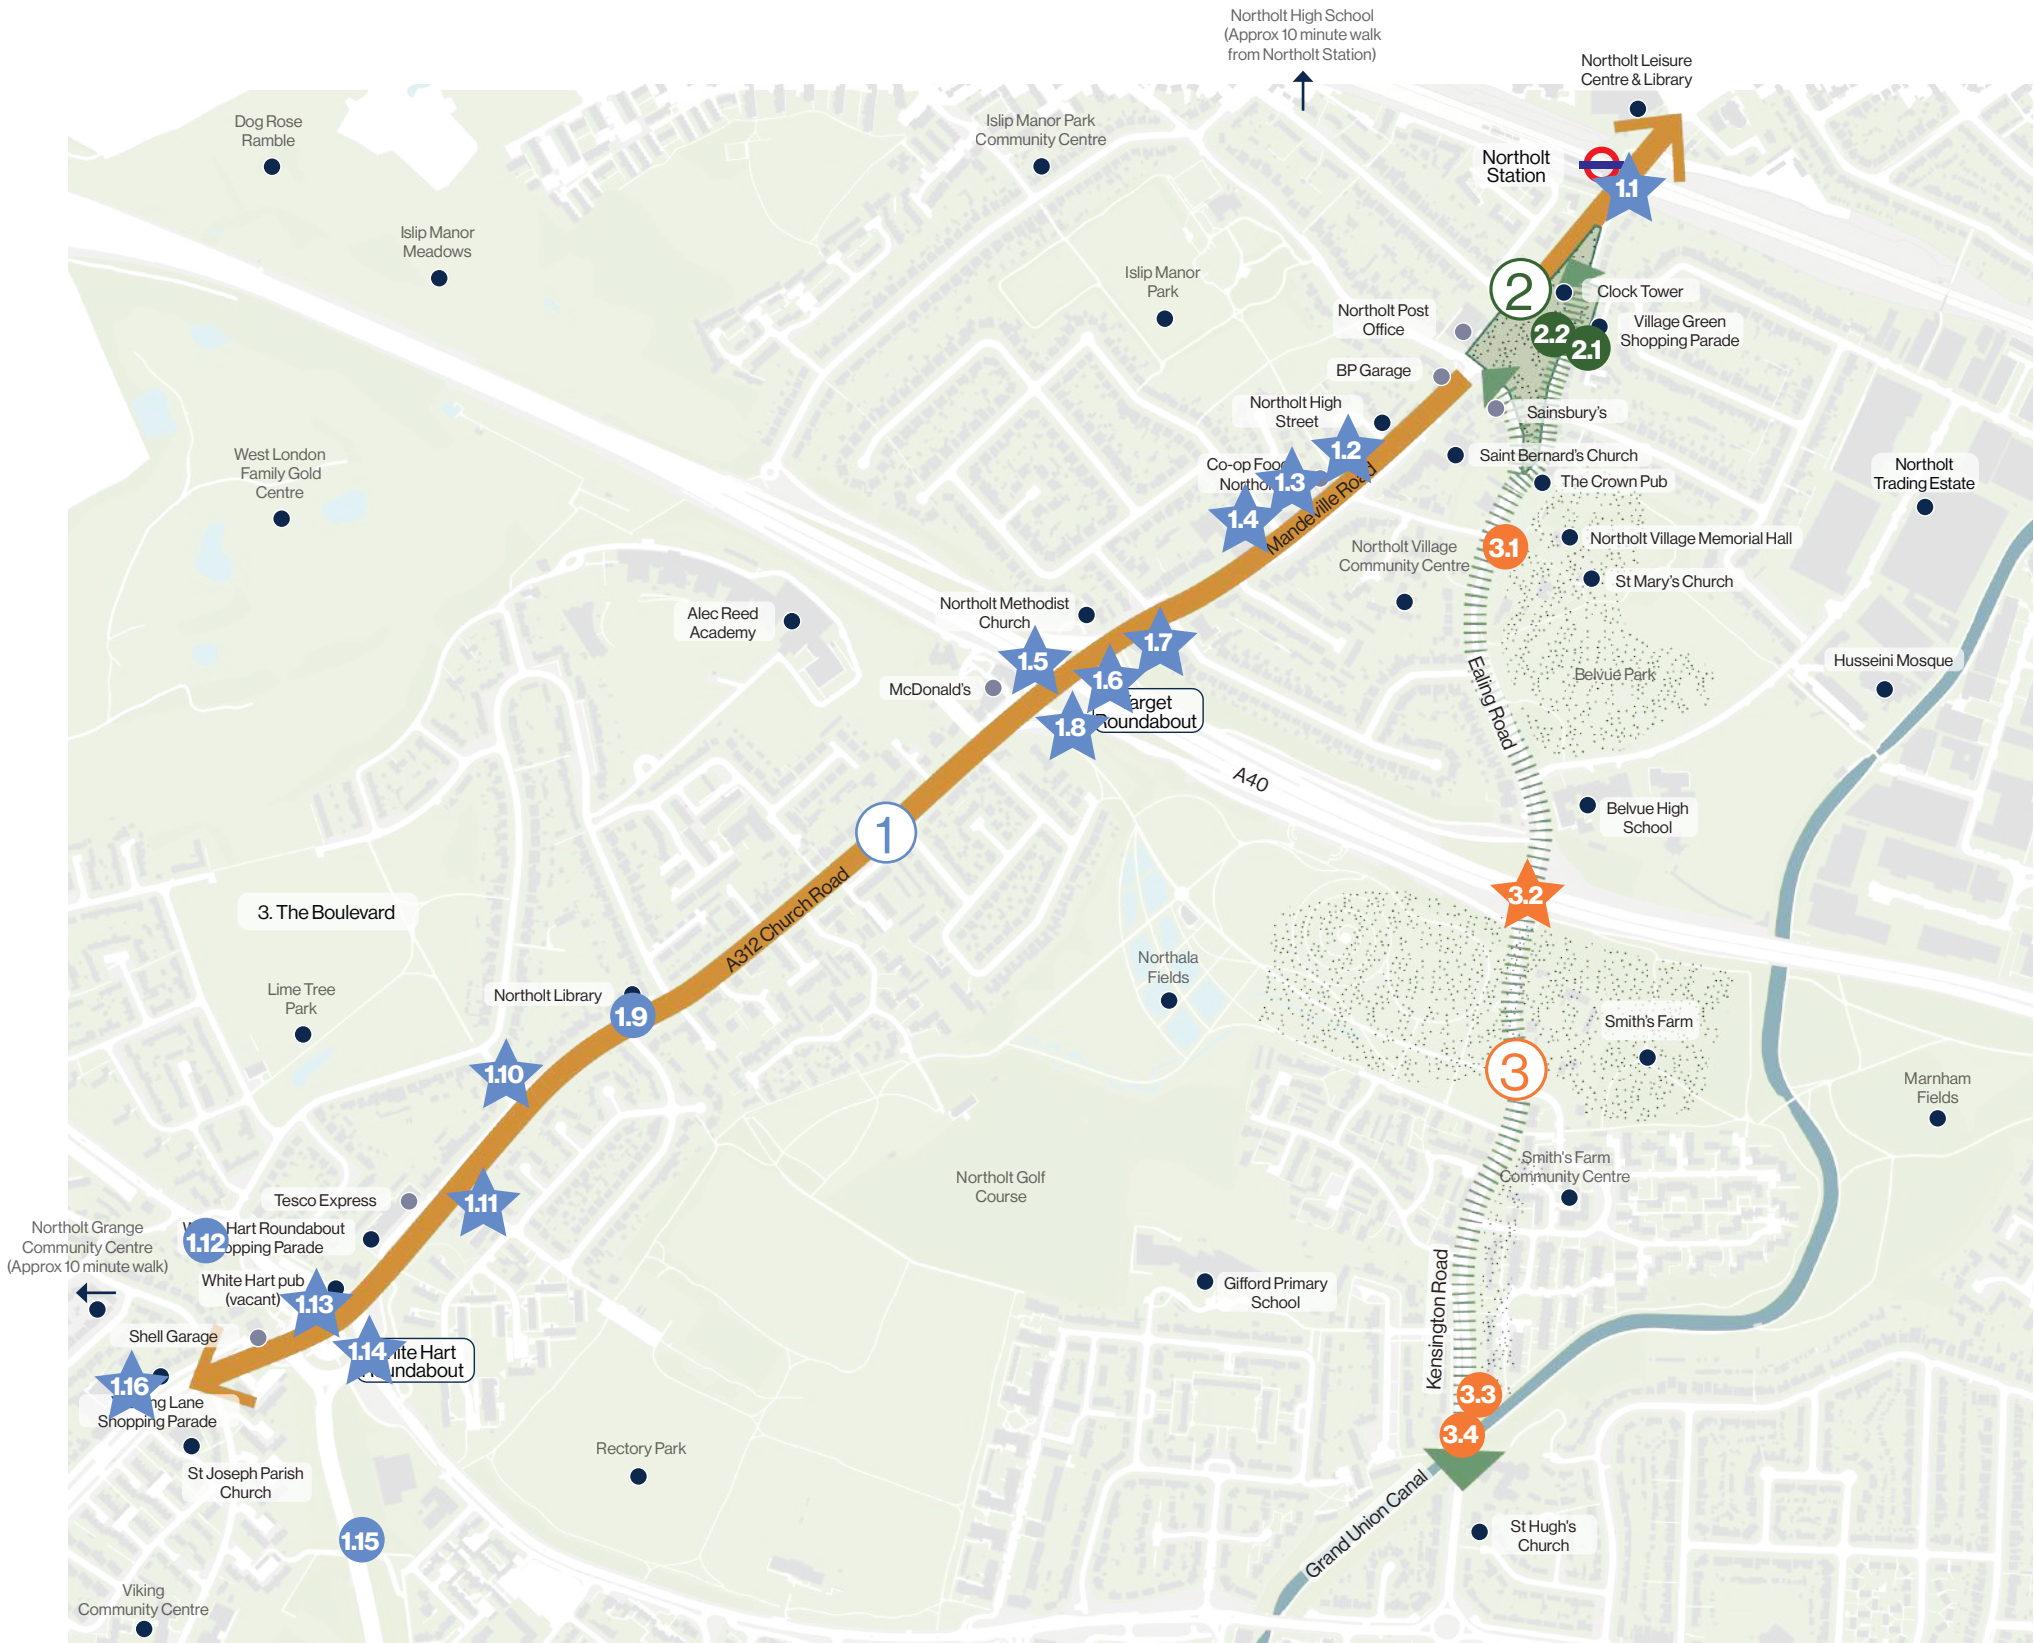 Northolt High School
(Approx 10 minute walk
from Northolt Station)
Northolt Leisure
Centre & Library
Dog Rose
Ramble
Islip Manor Park
Community Centre
Northolt
Station
1.1
Islip Manor
Meadows
Islip Manor
Park
2
Clock Tower
Northolt Post
Office
Village Green
Shopping Parade
2.2
2.1
BP Garage
Northolt High
Street
Sainsbury's
1.2
Saint Bernard's Church
West London
Family Gold
Centre
Co-op
1.3
The Crown Pub
Northolt
Trading Estate
1.4
Mandeville Road
3.1
Northolt Village Memorial Hall
Northolt Village
Community Centre
St Mary's Church
Northolt Methodist
Church
Alec Reed
Academy
1.5
1.7
1.6
McDonald's
Roundabout
1.8
Ealing Road
Belvue Park
Husseini Mosque
A40
Belvue High
School
1
3.2
A312 Church Road
3. The Boulevard
Northala
Fields
Northolt Library
1.9
Lime Tree
Park
Smith's Farm
3
1.10
Marnham
Fields
Smith's Farm
Community Centre
Northolt Golf
Course
Tesco Express
1.11
Northolt Grange
Community Centre
(Approx 10 minute walk)
1.12
Hart Roundabout
Parade
White Hart pub
(vacant)
1.13
Gifford Primary
School
Kensington Road
Shell Garage
1.14
Hart
1.16
Lane
Shopping Parade
3.3
3.4
St Joseph Parish
Church
Rectory Park
Grand Union Canal
1.15
St Hugh's
Church
Viking
Community Centre